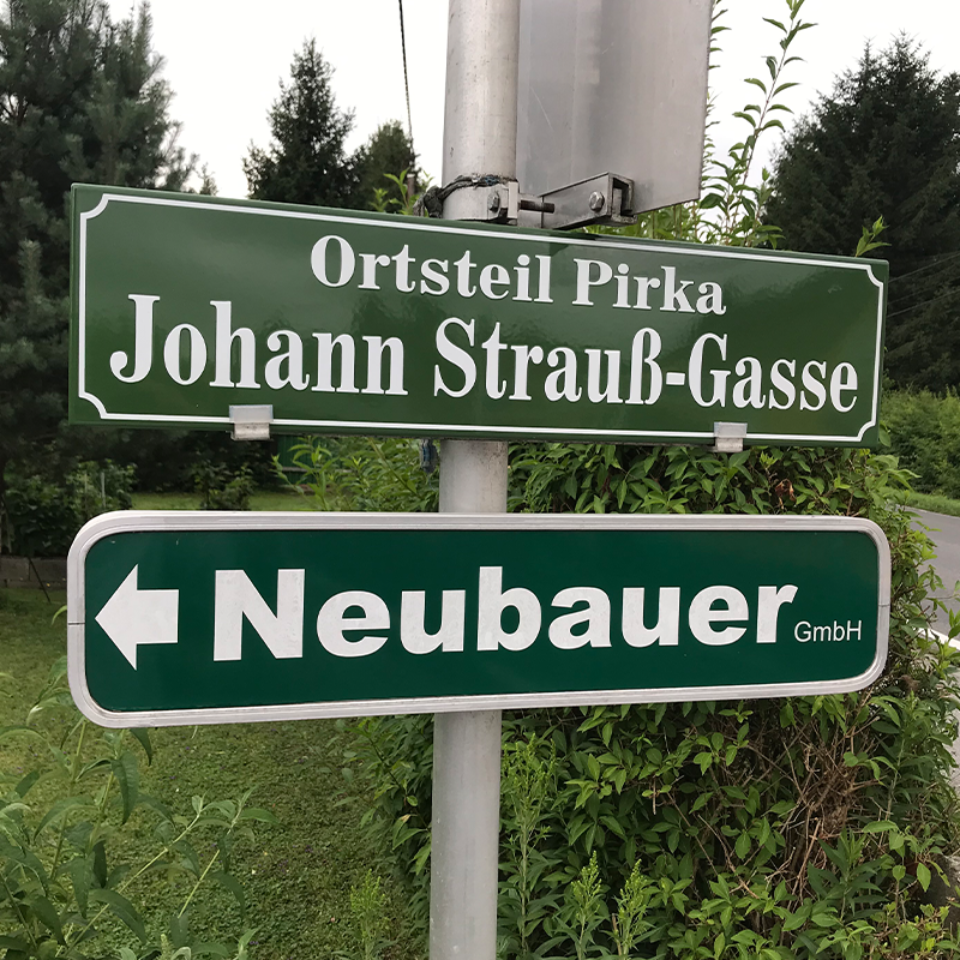 Ortsteil Pirka
Johann Strauß-Gasse
Neubauer GmbH